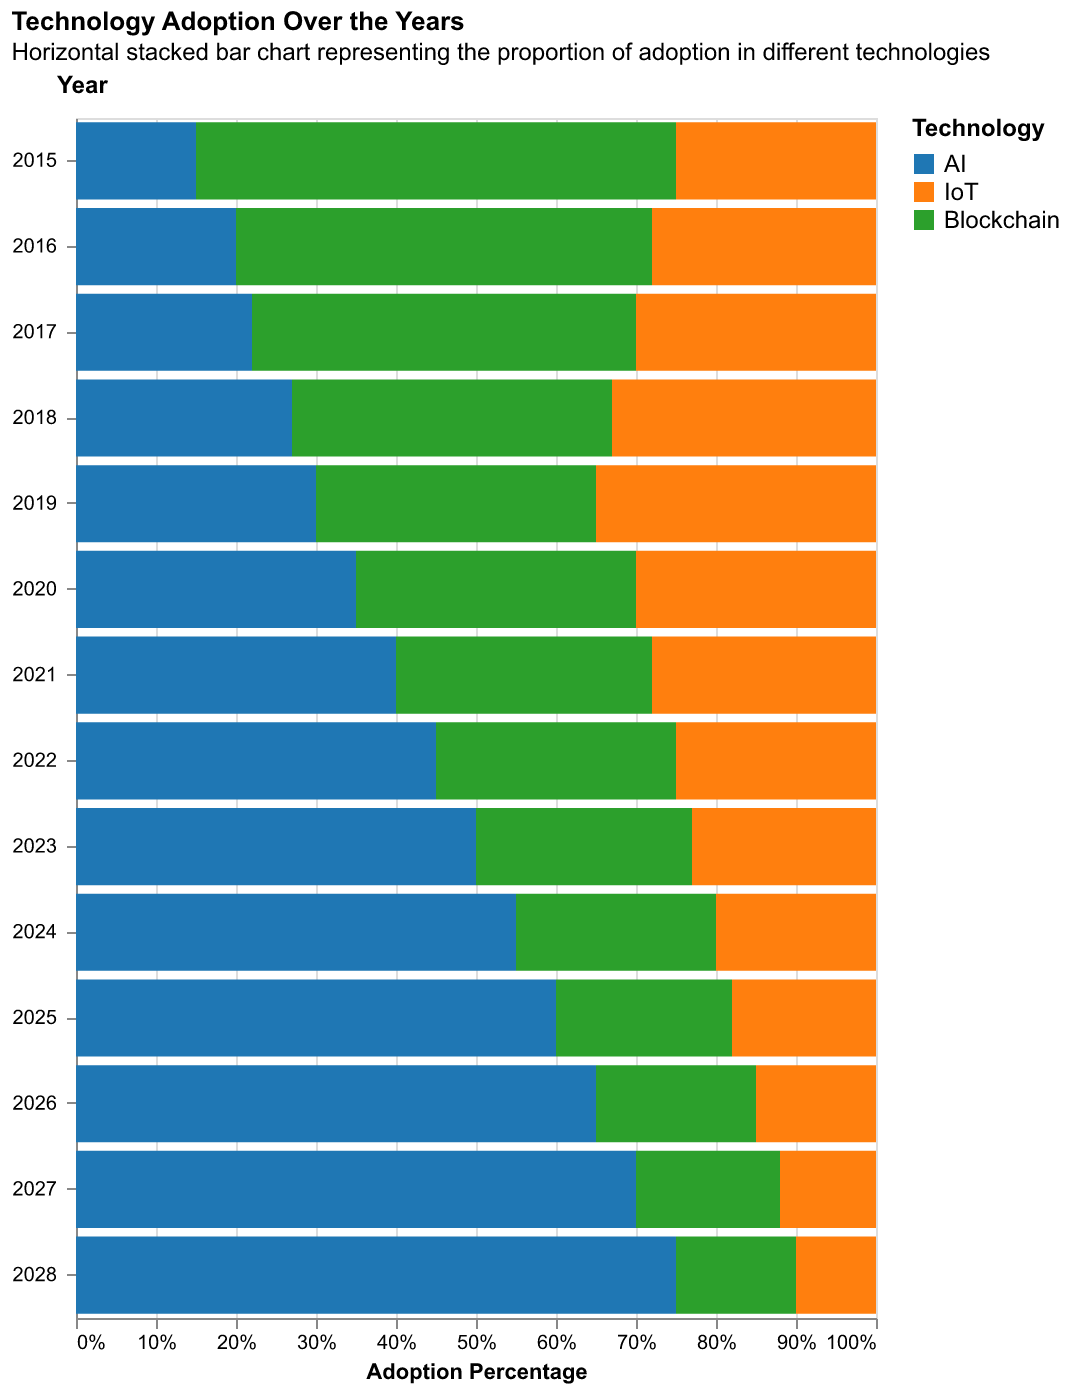 Technology Adoption Over the Years
Horizontal stacked bar chart representing the proportion of adoption in different technologies
Year
Technology
AI
IoT
Blockchain
2015
2016
2017
2018
2019
2020
2021
2022
2023
2024
2025
2026
2027
2028
0% 10% 20% 30% 40% 50% 60% 70% 80% 90% 100%
Adoption Percentage